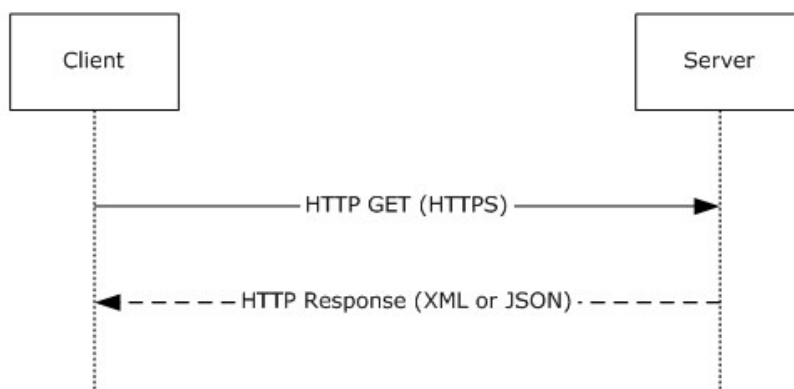 Client
Server
HTTP GET (HTTPS)
HTTP Response (XML or JSON)